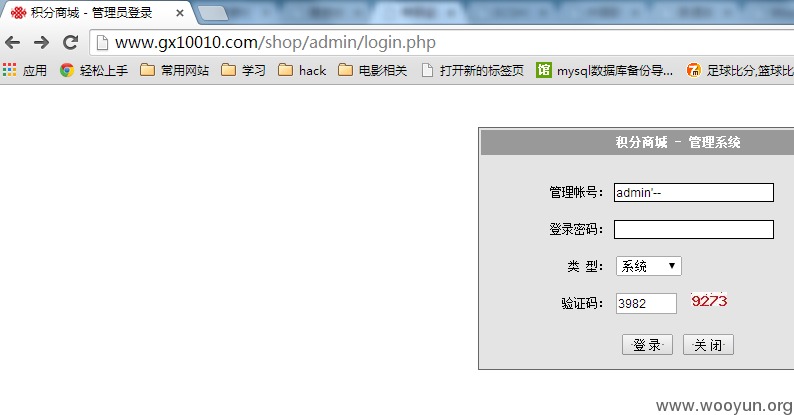 积分商城 - 管理员登录
www.gx10010.com/shop/admin/login.php
应用 轻松上手 常用网站 学习 hack 电影相关 打开新的标签页 馆 mysql数据库备份导... 足球比分,篮球比
积分商城 - 管理系统
管理帐号: admin'--
登录密码:
类 型: 系统
验证码: 3982 9273
·登录· ·关闭·
www.wooyun.org